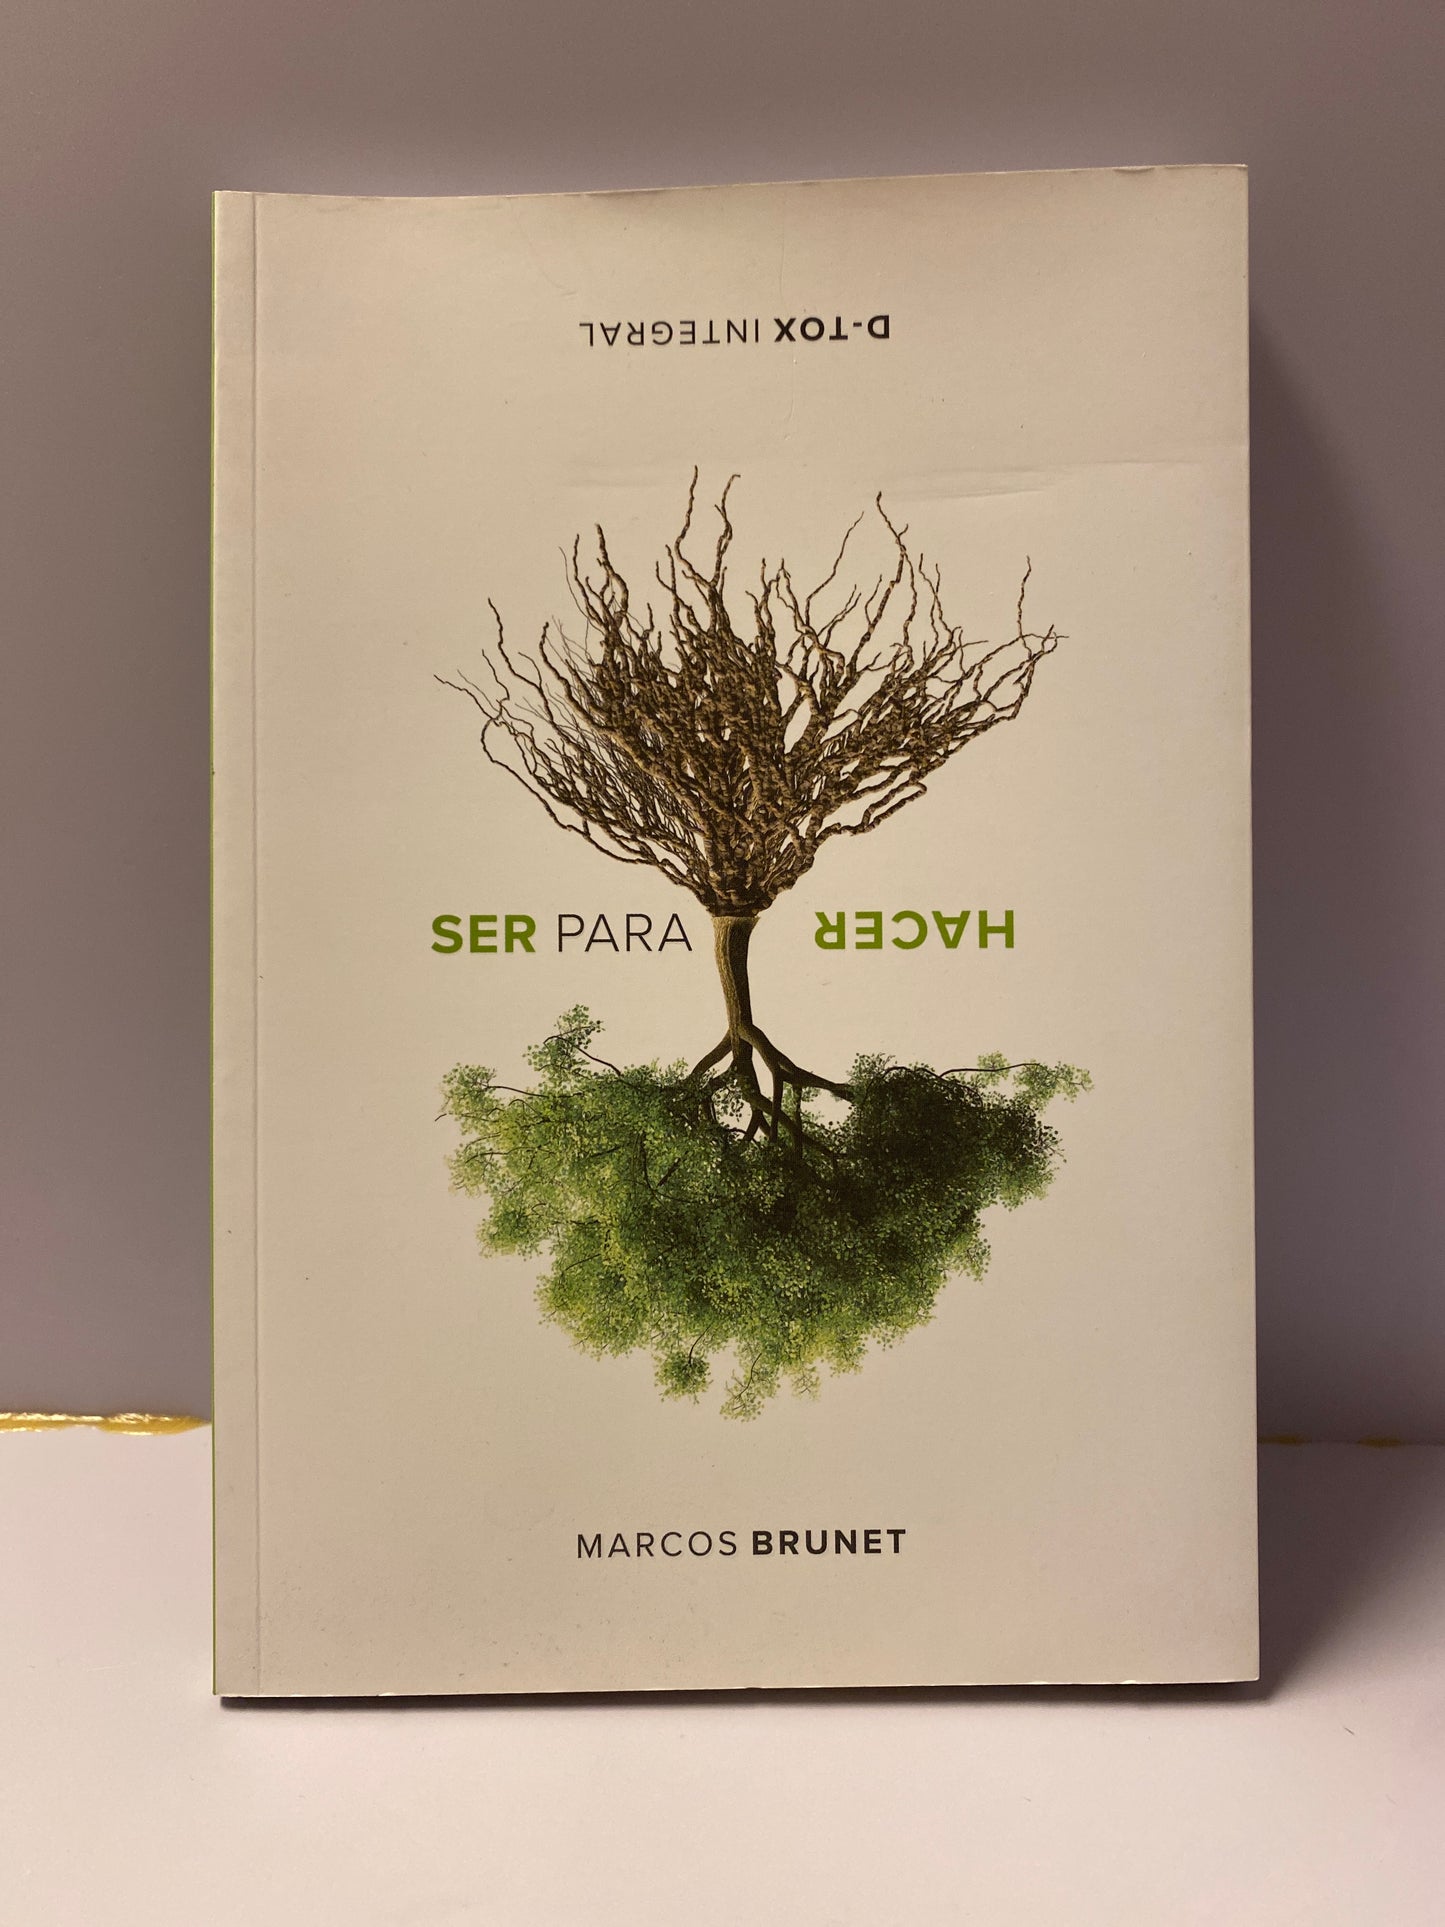 D-TOX INTEGRAL
SER PARA HACER
MARCOS BRUNET